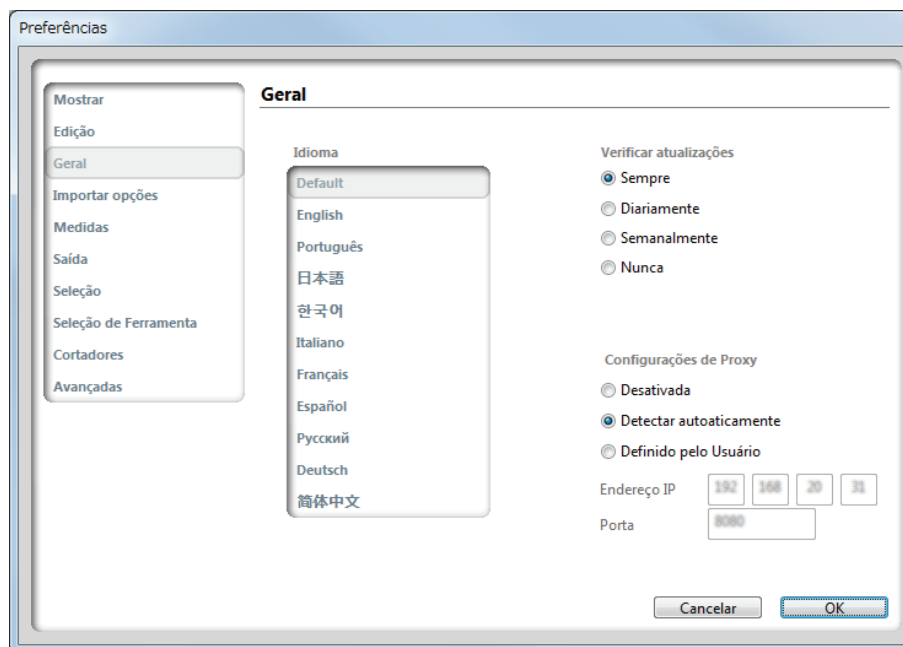 Preferências
Mostrar
Edição
Geral
Importar opções
Medidas
Saída
Seleção
Seleção de Ferramenta
Cortadores
Avançadas
Geral
Idioma
Default
English
Português
日本語
한국어
Italiano
Français
Español
Русский
Deutsch
简体中文
Verificar atualizações
Sempre
Diariamente
Semanalmente
Nunca
Configurações de Proxy
Desativada
Detectar autoaticamente
Definido pelo Usuário
Endereço IP 192 168 20 31
Porta 8080
Cancelar OK